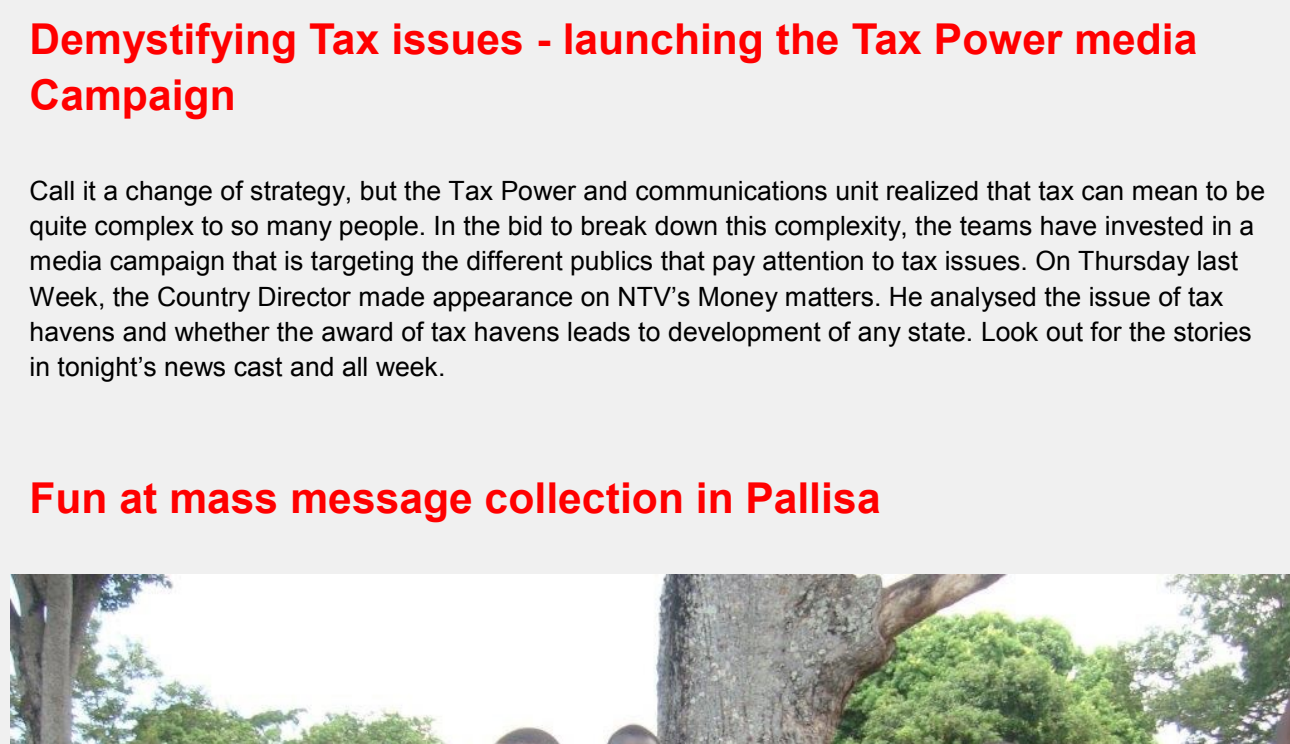 Demystifying Tax issues - launching the Tax Power media
Campaign
Call it a change of strategy, but the Tax Power and communications unit realized that tax can mean to be
quite complex to so many people. In the bid to break down this complexity, the teams have invested in a
media campaign that is targeting the different publics that pay attention to tax issues. On Thursday last
Week, the Country Director made appearance on NTV’s Money matters. He analysed the issue of tax
havens and whether the award of tax havens leads to development of any state. Look out for the stories
in tonight’s news cast and all week.
Fun at mass message collection in Pallisa